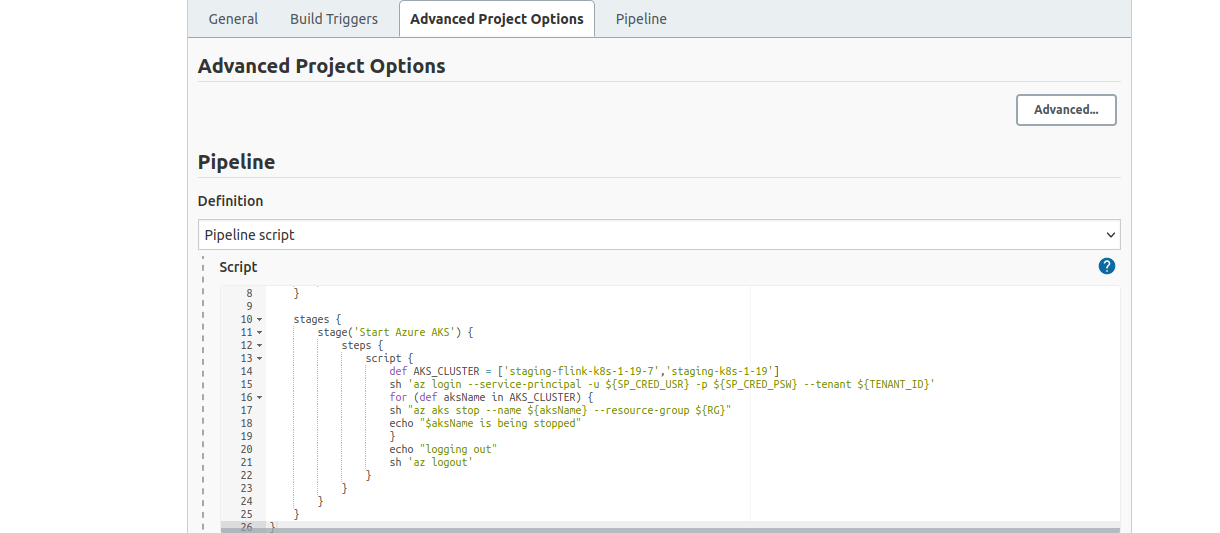 General Build Triggers Advanced Project Options Pipeline
Advanced Project Options
Advanced...
Pipeline
Definition
Pipeline script
Script ?
8 }
9
10 stages {
11 stage('Start Azure AKS') {
12 steps {
13 script {
14 def AKS_CLUSTER = ['staging-flink-k8s-1-19-7','staging-k8s-1-19']
15 sh 'az login --service-principal -u ${SP_CRED_USR} -p ${SP_CRED_PSW} --tenant ${TENANT_ID}'
16 for (def aksName in AKS_CLUSTER) {
17 sh "az aks stop --name ${aksName} --resource-group ${RG}"
18 echo "$aksName is being stopped"
19 }
20 echo "logging out"
21 sh 'az logout'
22 }
23 }
24 }
25 }
26 }